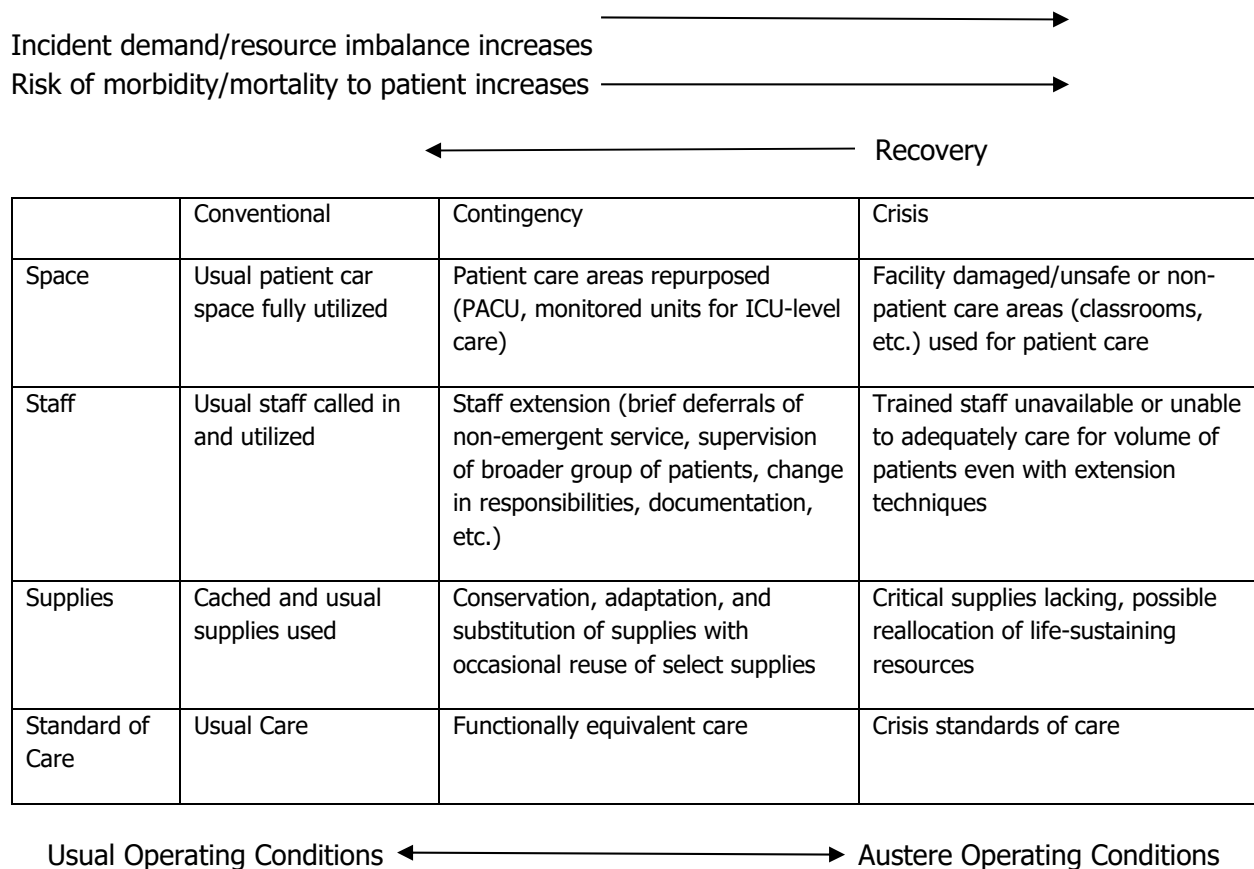 Incident demand/resource imbalance increases
Risk of morbidity/mortality to patient increases
Recovery
Conventional
Contingency
Crisis
Space
Usual patient car
space fully utilized
Patient care areas repurposed
(PACU, monitored units for ICU-level
care)
Facility damaged/unsafe or non-
patient care areas (classrooms,
etc.) used for patient care
Staff
Usual staff called in
and utilized
Staff extension (brief deferrals of
non-emergent service, supervision
of broader group of patients, change
in responsibilities, documentation,
etc.)
Trained staff unavailable or unable
to adequately care for volume of
patients even with extension
techniques
Supplies
Cached and usual
supplies used
Conservation, adaptation, and
substitution of supplies with
occasional reuse of select supplies
Critical supplies lacking, possible
reallocation of life-sustaining
resources
Standard of
Care
Usual Care
Functionally equivalent care
Crisis standards of care
Usual Operating Conditions
Austere Operating Conditions